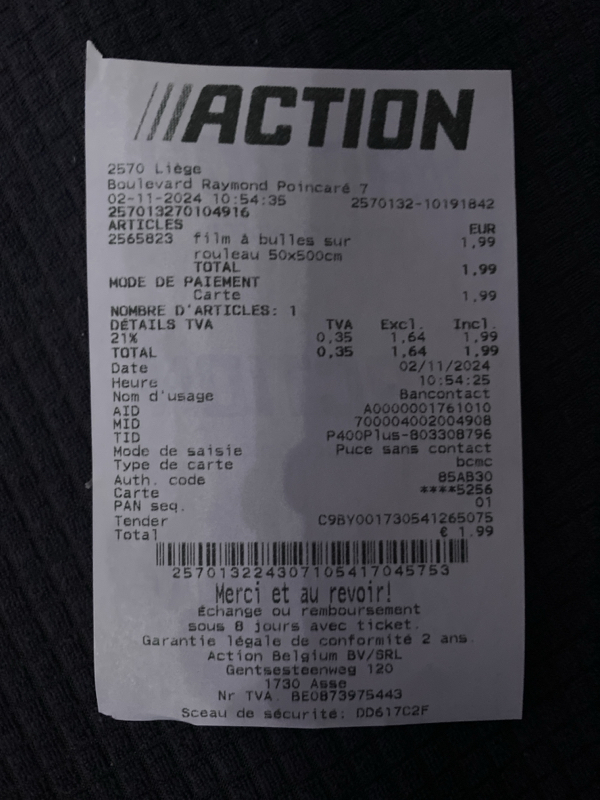 ///ACTION
2570 Liège
Boulevard Raymond Poincaré 7
02-11-2024 10:54:35 2570132-10191842
257013270104916
ARTICLES EUR
2565823 film à bulles sur 1,99
rouleau 50x500cm
TOTAL 1,99
MODE DE PAIEMENT
Carte 1,99
NOMBRE D'ARTICLES: 1
DÉTAILS TVA TVA Excl. Incl.
21% 0,35 1,64 1,99
TOTAL 0,35 1,64 1,99
Date 02/11/2024
Heure 10:54:25
Nom d'usage Bancontact
AID A0000001761010
MID 700004002004908
TID P400Plus-803308796
Mode de saisie Puce sans contact
Type de carte bcmc
Auth. code 85AB30
Carte ****5256
PAN seq. 01
Tender C9BY001730541265075
Total € 1.99
2570132243071054170 45753
Merci et au revoir!
Échange ou remboursement
sous 8 jours avec ticket.
Garantie légale de conformité 2 ans.
Action Belgium BV/SRL
Gentsesteenweg 120
1730 Asse
Nr TVA BE0873975443
Sceau de sécurité: DD617C2F